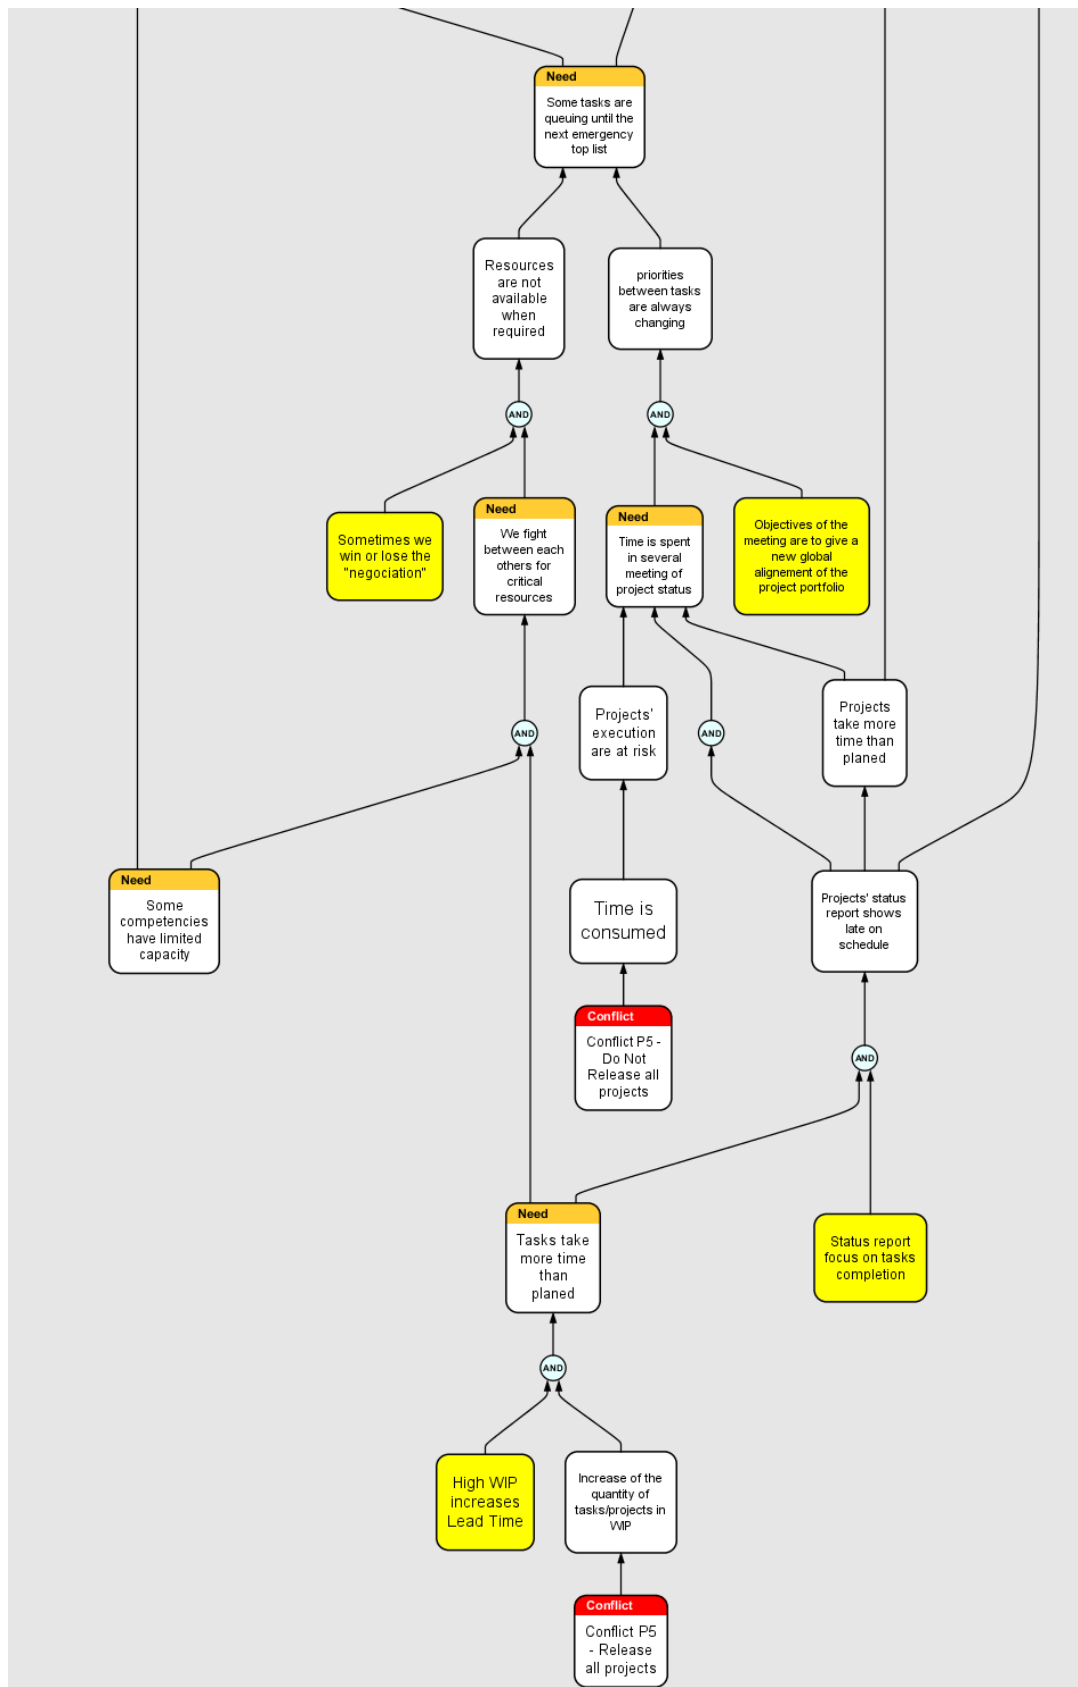 Need
Some tasks are
queuing until the
next emergency
top list
Resources
are not
available
when
required
priorities
between tasks
are always
changing
AND
AND
Sometimes we
win or lose the
"negociation"
Need
We fight
between each
others for
critical
resources
Need
Time is spent
in several
meeting of
project status
Objectives of the
meeting are to give a
new global
alignement of the
project portfolio
Projects'
execution
are at risk
Projects
take more
time than
planed
AND
AND
Need
Some
competencies
have limited
capacity
Time is
consumed
Projects' status
report shows
late on
schedule
Conflict
Conflict P5 -
Do Not
Release all
projects
AND
Need
Tasks take
more time
than
planed
Status report
focus on tasks
completion
AND
High WIP
increases
Lead Time
Increase of the
quantity of
tasks/projects in
WIP
Conflict
Conflict P5
- Release
all projects